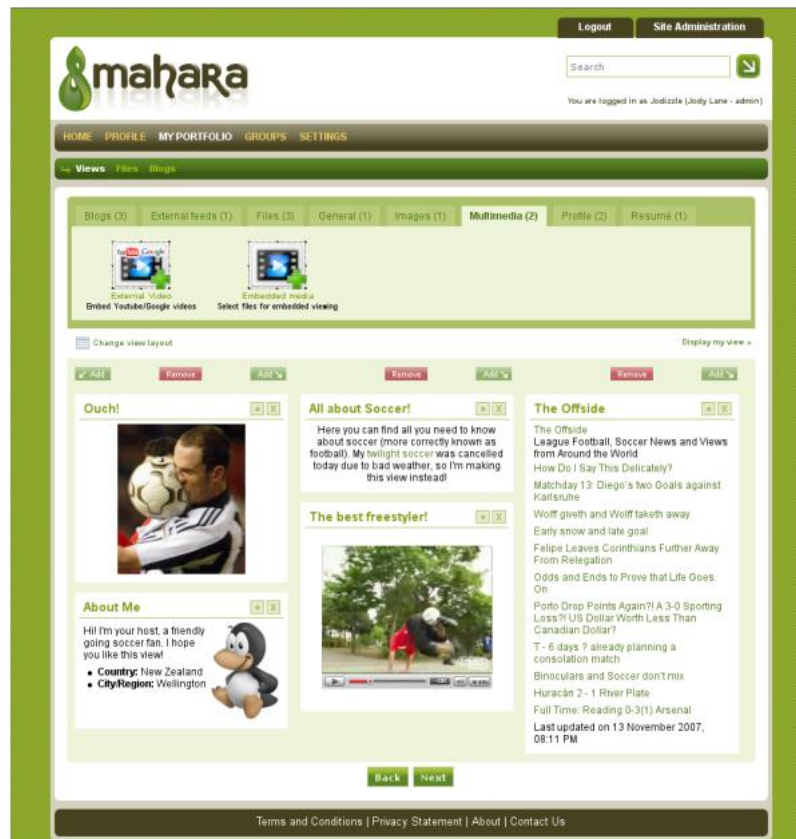 Logout Site Administration
mahara
Search
You are logged in as Jodizzle (Jody Lane - admin)
HOME PROFILE MY PORTFOLIO GROUPS SETTINGS
Views Files Blogs
Blogs (3) External feeds (1) Files (3) General (1) Images (1) Multimedia (2) Profile (2) Resumé (1)
External Video
Embed Youtube/Google videos
Embedded media
Select files for embedded viewing
Change view layout
Display my view »
Add Remove Add Remove Add Remove Add
Ouch!
About Me
Hi! I'm your host, a friendly
going soccer fan. I hope
you like this view!
Country: New Zealand
City/Region: Wellington
All about Soccer!
Here you can find all you need to know
about soccer (more correctly known as
football). My twilight soccer was cancelled
today due to bad weather, so I'm making
this view instead!
The best freestyler!
The Offside
The Offside
League Football, Soccer News and Views
from Around the World
How Do I Say This Delicately?
Matchday 13: Diego's two Goals against
Karlsruhe
Wolff giveth and Wolff taketh away
Early snow and late goal
Felipe Leaves Corinthians Further Away
From Relegation
Odds and Ends to Prove that Life Goes
On
Porto Drop Points Again?! A 3-0 Sporting
Loss?! US Dollar Worth Less Than
Canadian Dollar?
T - 6 days ? already planning a
consolation match
Binoculars and Soccer don't mix
Huracán 2 - 1 River Plate
Full Time: Reading 0-3(1) Arsenal
Last updated on 13 November 2007,
08:11 PM
Back Next
Terms and Conditions | Privacy Statement | About | Contact Us